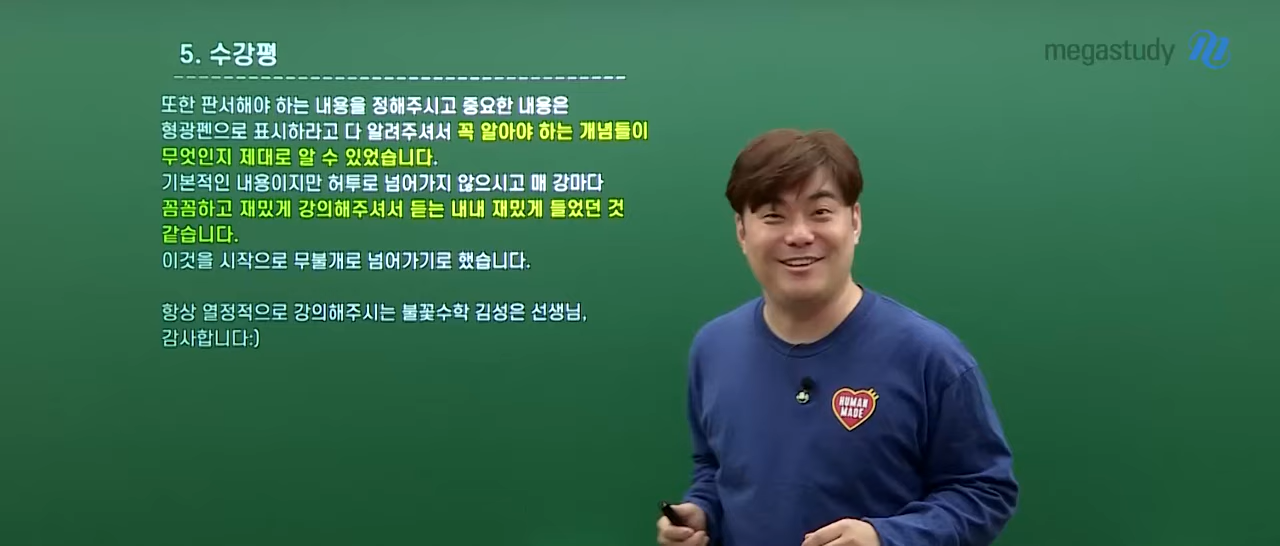 megastudy
5. 수강평
또한 판서해야 하는 내용을 정해주시고 중요한 내용은
형광펜으로 표시하라고 다 알려주셔서 꼭 알아야 하는 개념들이
무엇인지 제대로 알 수 있었습니다.
기본적인 내용이지만 허투로 넘어가지 않으시고 매 강마다
꼼꼼하고 재밌게 강의해주셔서 듣는 내내 재밌게 들었던 것
같습니다.
이것을 시작으로 무불개로 넘어가기로 했습니다.
항상 열정적으로 강의해주시는 불꽃수학 김성은 선생님,
감사합니다:)
HUMAN
MADE